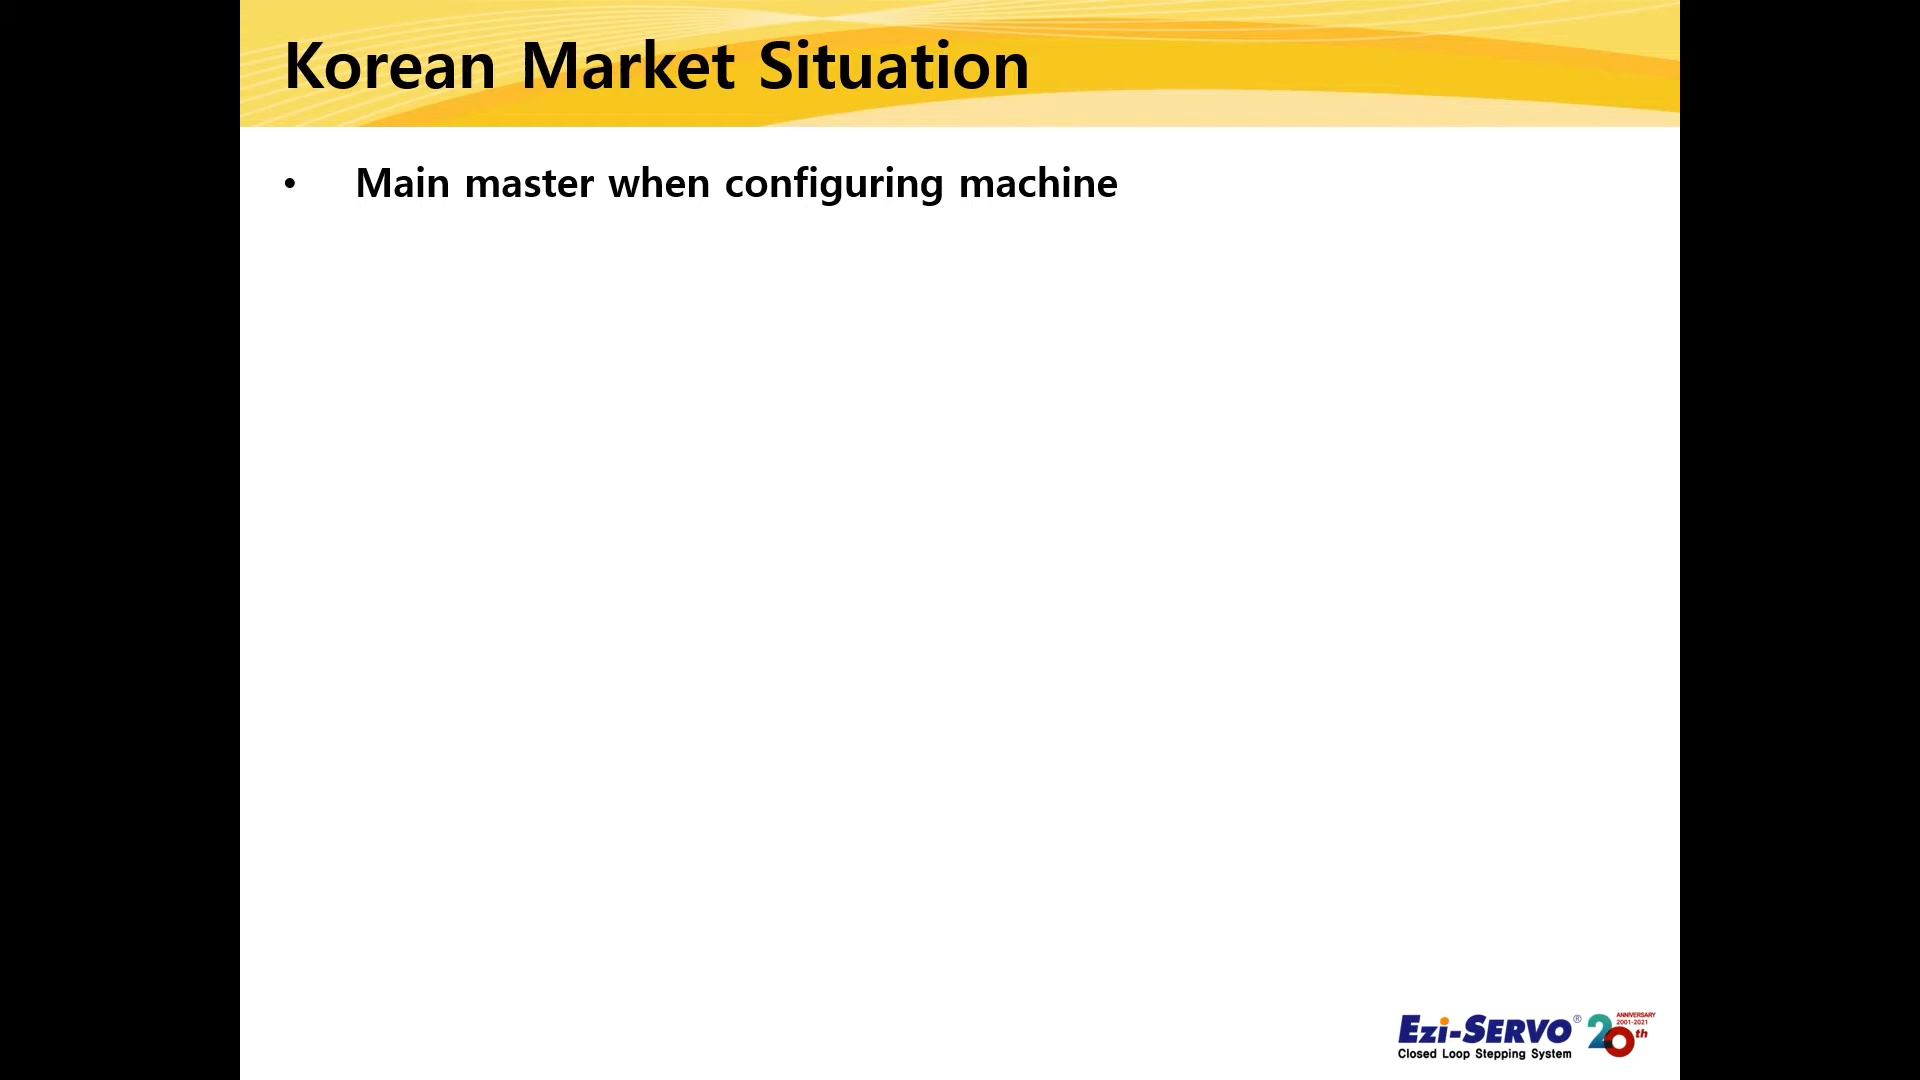 Korean Market Situation
• Main master when configuring machine
Ezi-SERVO®
Closed Loop Stepping System
20th
ANNIVERSARY
2001-2021